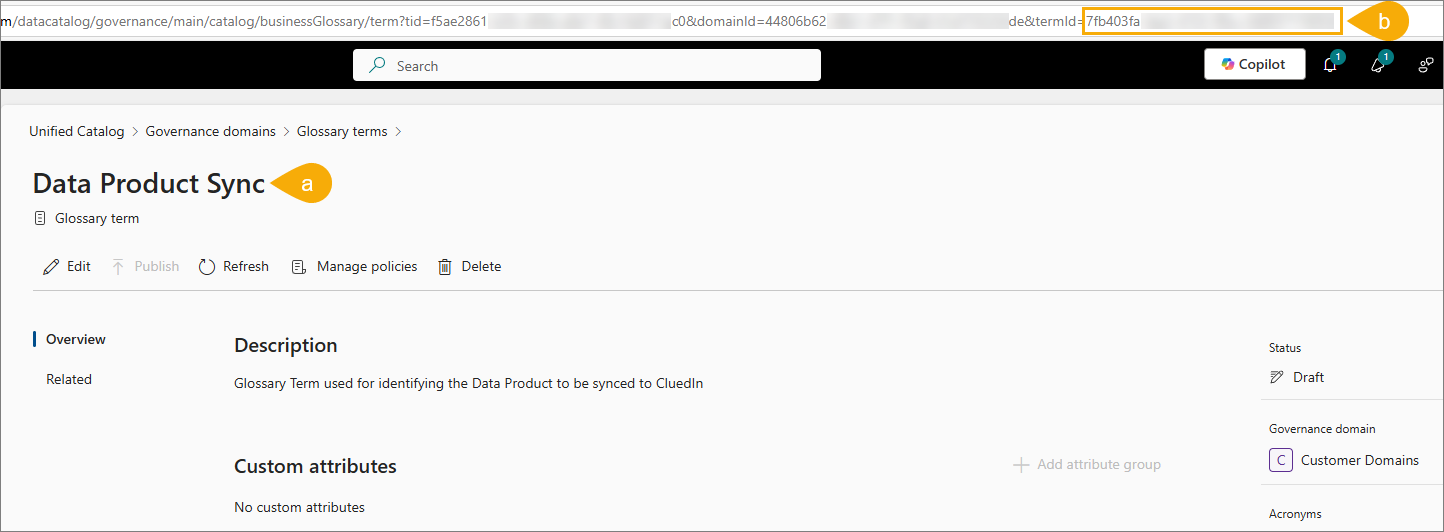 m/datacatalog/governance/main/catalog/businessGlossary/term?tid=f5ae2861 c0&domainId=44806b62 de&termId=7fb403fa
b
Search
Copilot
1
1
Unified Catalog > Governance domains > Glossary terms >
Data Product Sync
a
Glossary term
Edit Publish Refresh Manage policies Delete
Overview
Related
Description
Glossary Term used for identifying the Data Product to be synced to CluedIn
Custom attributes
Add attribute group
No custom attributes
Status
Draft
Governance domain
C Customer Domains
Acronyms